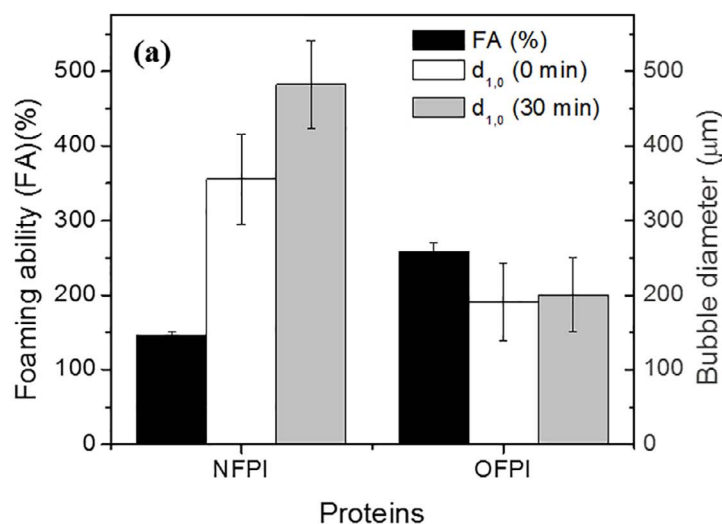 (a)
FA (%)
d1,0 (0 min)
d1,0 (30 min)
Foaming ability (FA)(%)
500
400
300
200
100
0
Bubble diameter (μm)
500
400
300
200
100
0
NFPI OFPI
Proteins